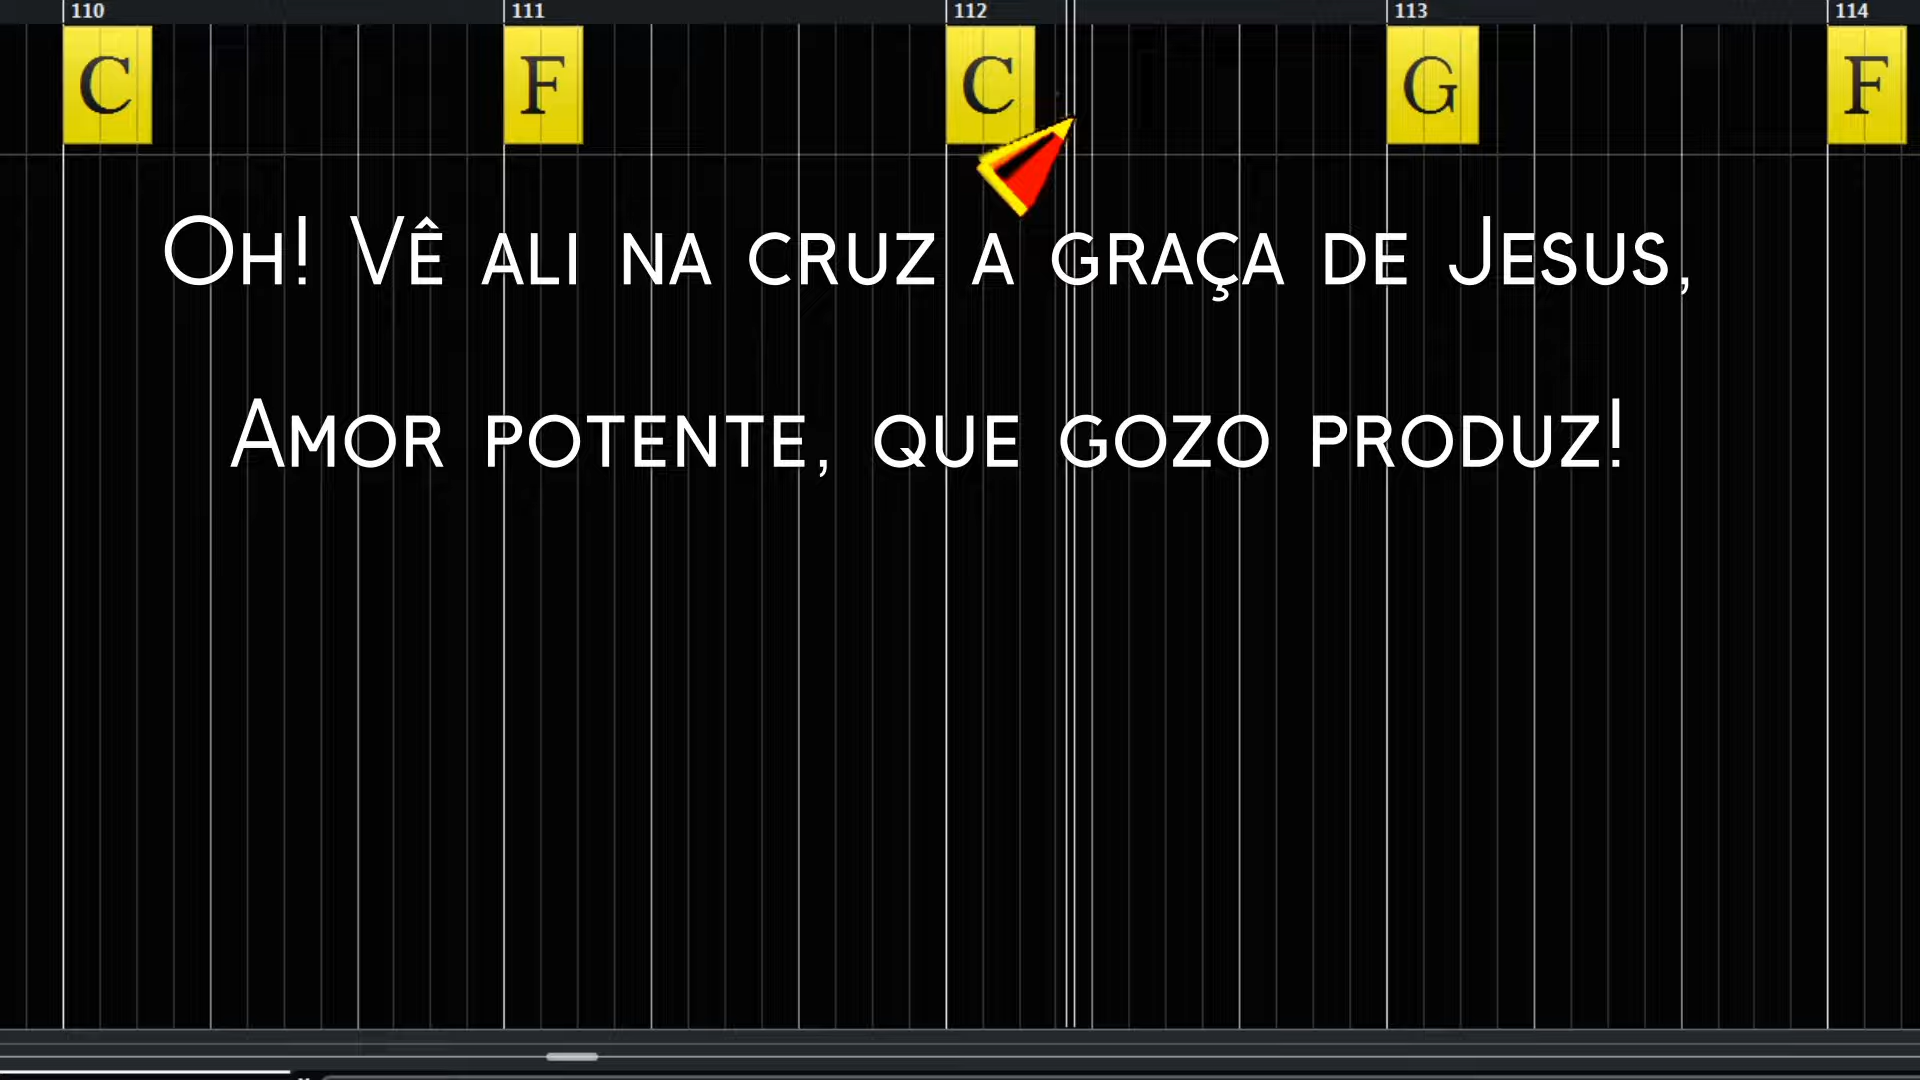 110 111 112 113 114
C F C G F
Oh! Vê ali na cruz a graça de Jesus,
Amor potente, que gozo produz!